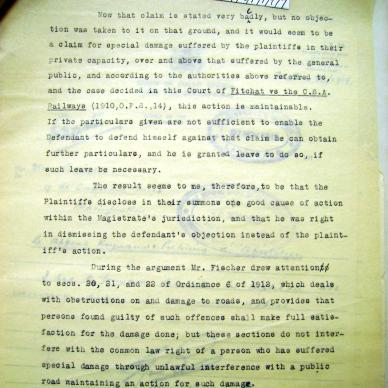 Now that claim is stated very badly, but no objec-
tion was taken to it on that ground, and it would seem to be
a claim for special damage suffered by the plaintiffs in their
private capacity, over and above that suffered by the general
public, and according to the authorities above referred to,
and the case decided in this Court of Fitchat vs the C.S.A.
Railways (1910,O.P.S.,14), this action is maintainable.
If the particulars given are not sufficient to enable the
Defendant to defend himself against that claim he can obtain
further particulars, and he is granted leave to do so, if
such leave be necessary.
The result seems to me, therefore,to be that the
Plaintiffs disclose in their summons one good cause of action
within the Magistrate's jurisdiction, and that he was right
in dismissing the defendant's objection instead of the plaint-
iff's action.
During the argument Mr. Fischer drew attention
to secs. 20, 21, and 22 of Ordinance 6 of 1912, which deals
with obstructions on and damage to roads, and provides that
persons found guilty of such offences shall make full satis-
faction for the damage done; but these sections do not inter-
fere with the common law right of a person who has suffered
special damage through unlawful interference with a public
road maintaining an action for such damage.